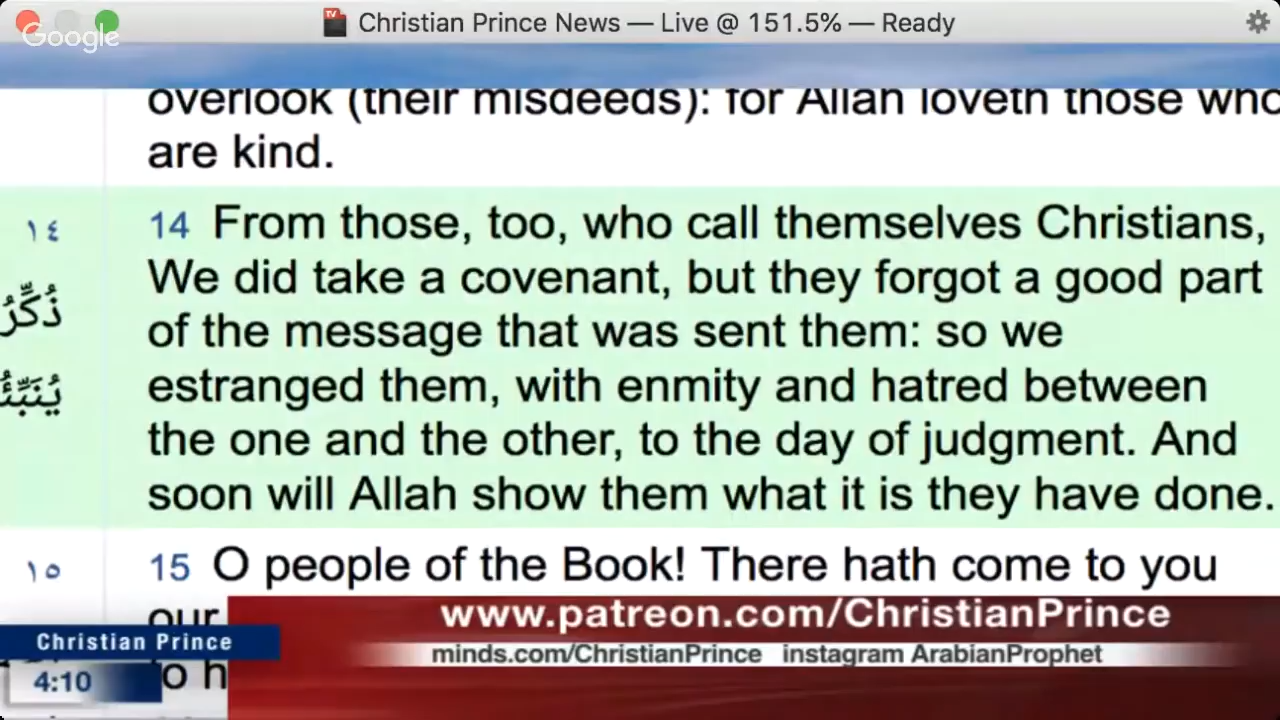 Christian Prince News — Live @ 151.5% — Ready
Google
overlook (their misdeeds): for Allah loveth those who
are kind.
١٤
14 From those, too, who call themselves Christians,
We did take a covenant, but they forgot a good part
of the message that was sent them: so we
estranged them, with enmity and hatred between
the one and the other, to the day of judgment. And
soon will Allah show them what it is they have done.
ذُكِّرُ
يُنَبِّئُ
١٥
15 O people of the Book! There hath come to you
our
www.patreon.com/ChristianPrince
Christian Prince
minds.com/ChristianPrince instagram ArabianProphet
4:10